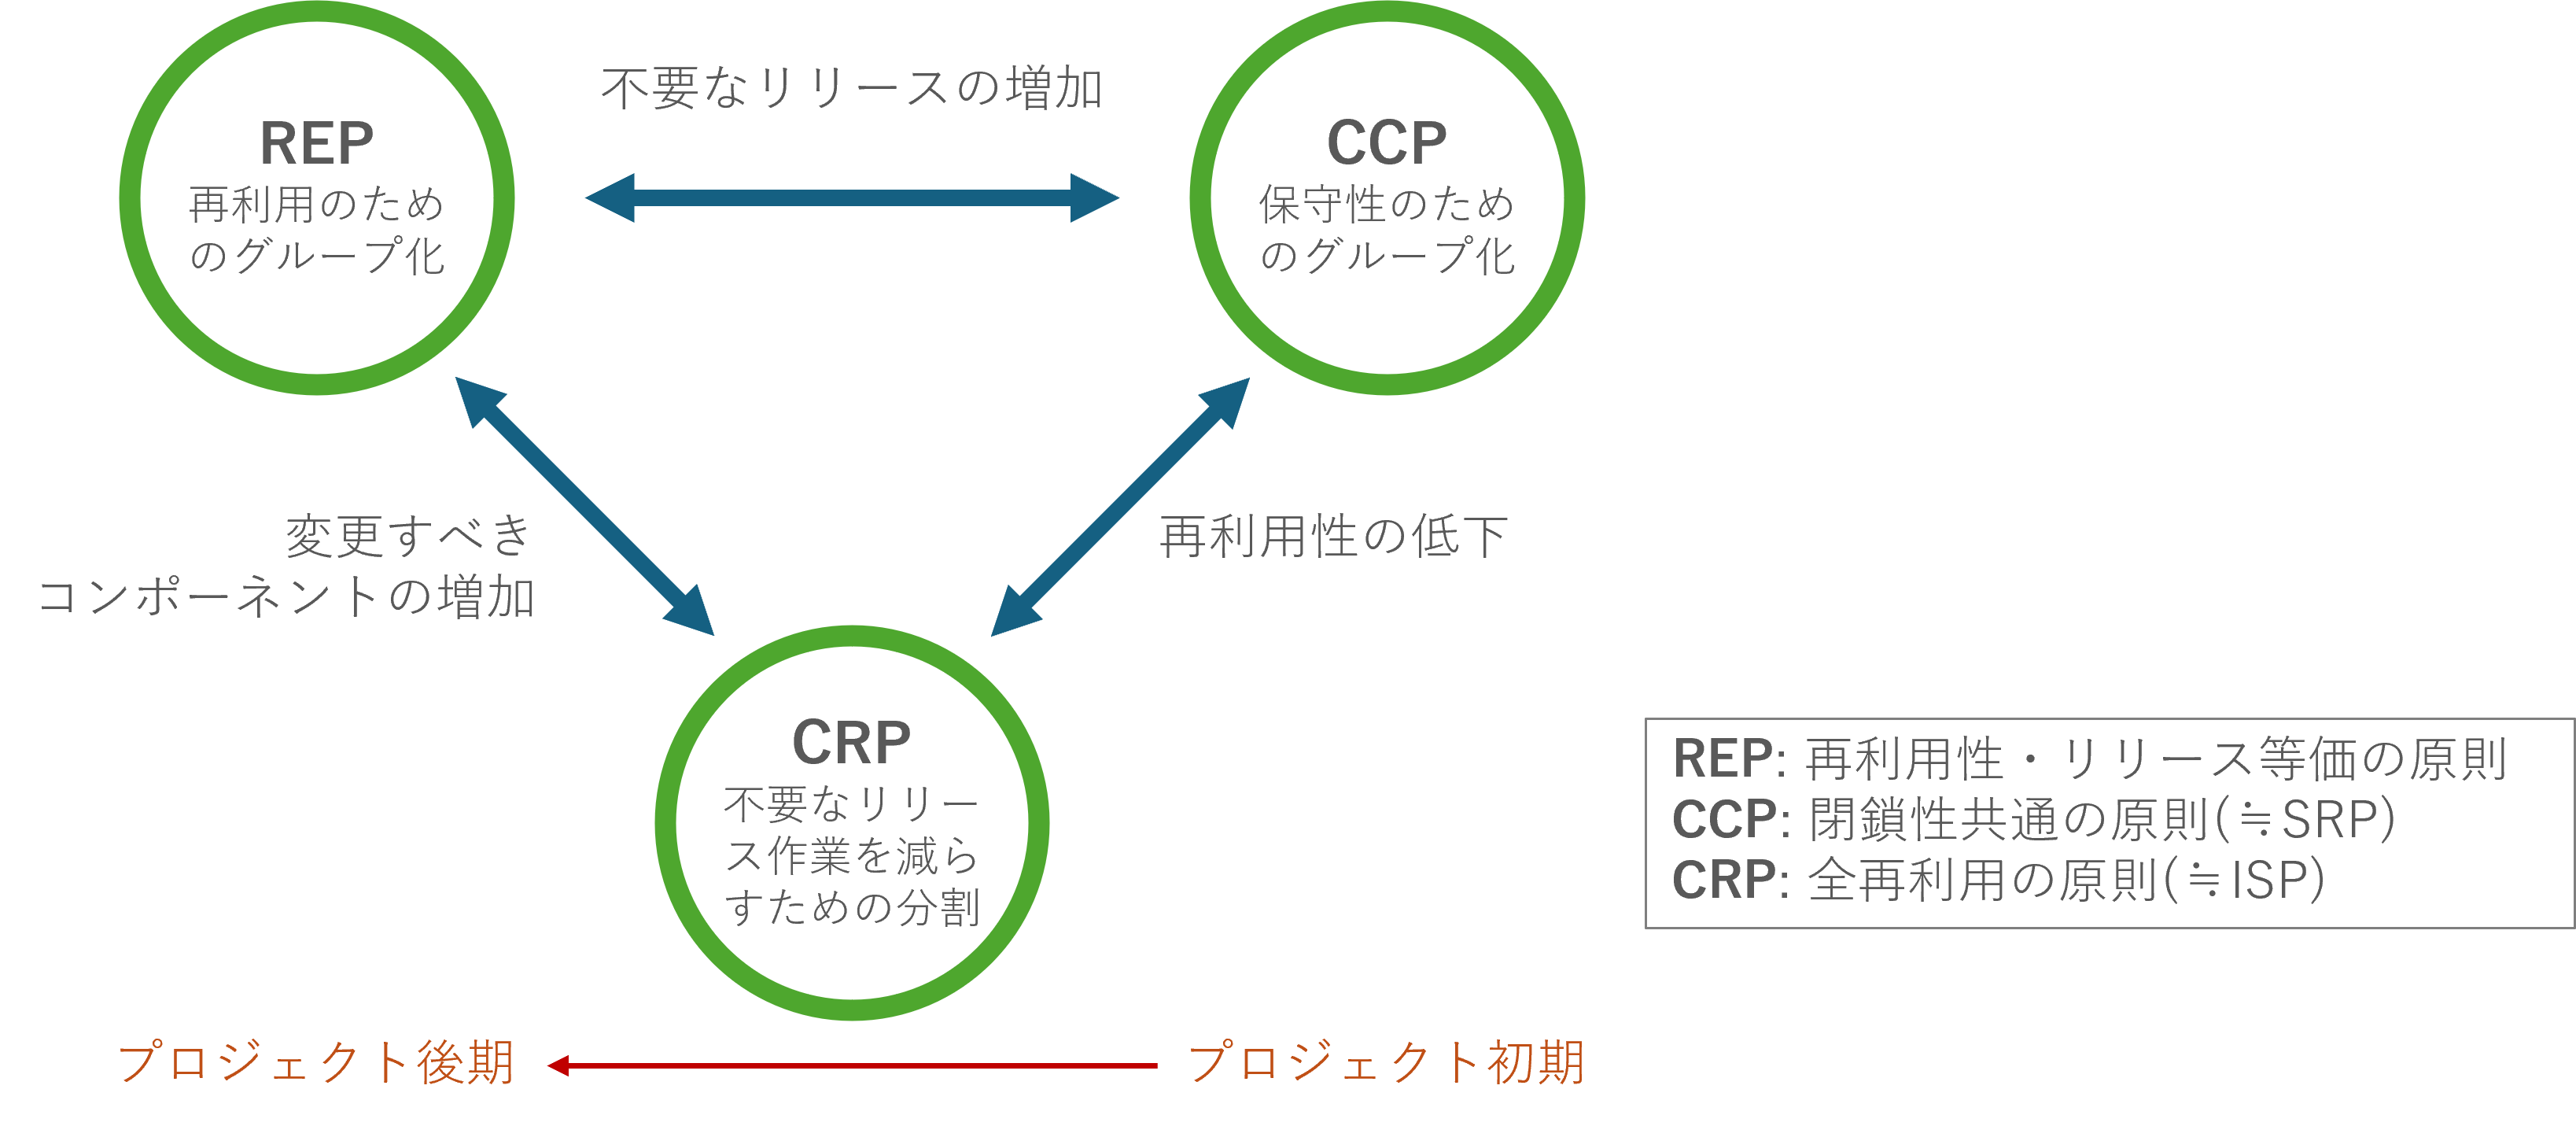 不要なリリースの増加
REP
再利用のため
のグループ化
CCP
保守性のため
のグループ化
変更すべき
コンポーネントの増加
再利用性の低下
CRP
不要なリリー
ス作業を減ら
すための分割
REP: 再利用性・リリース等価の原則
CCP: 閉鎖性共通の原則(≒SRP)
CRP: 全再利用の原則(≒ISP)
プロジェクト後期
プロジェクト初期